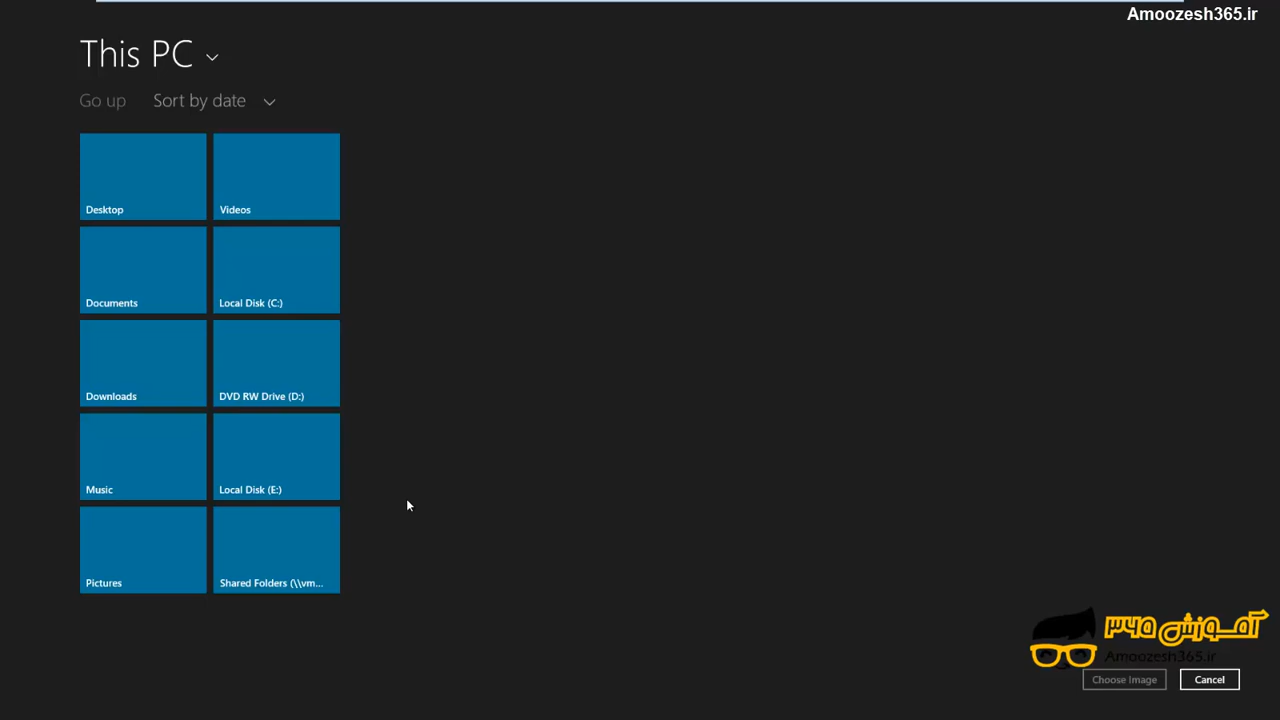 Amoozesh365.ir
This PC
Go up Sort by date
Desktop
Videos
Documents
Local Disk (C:)
Downloads
DVD RW Drive (D:)
Music
Local Disk (E:)
Pictures
Shared Folders (\\vm...
آموزش ۳۶۵
Amoozesh365.ir
Choose Image
Cancel